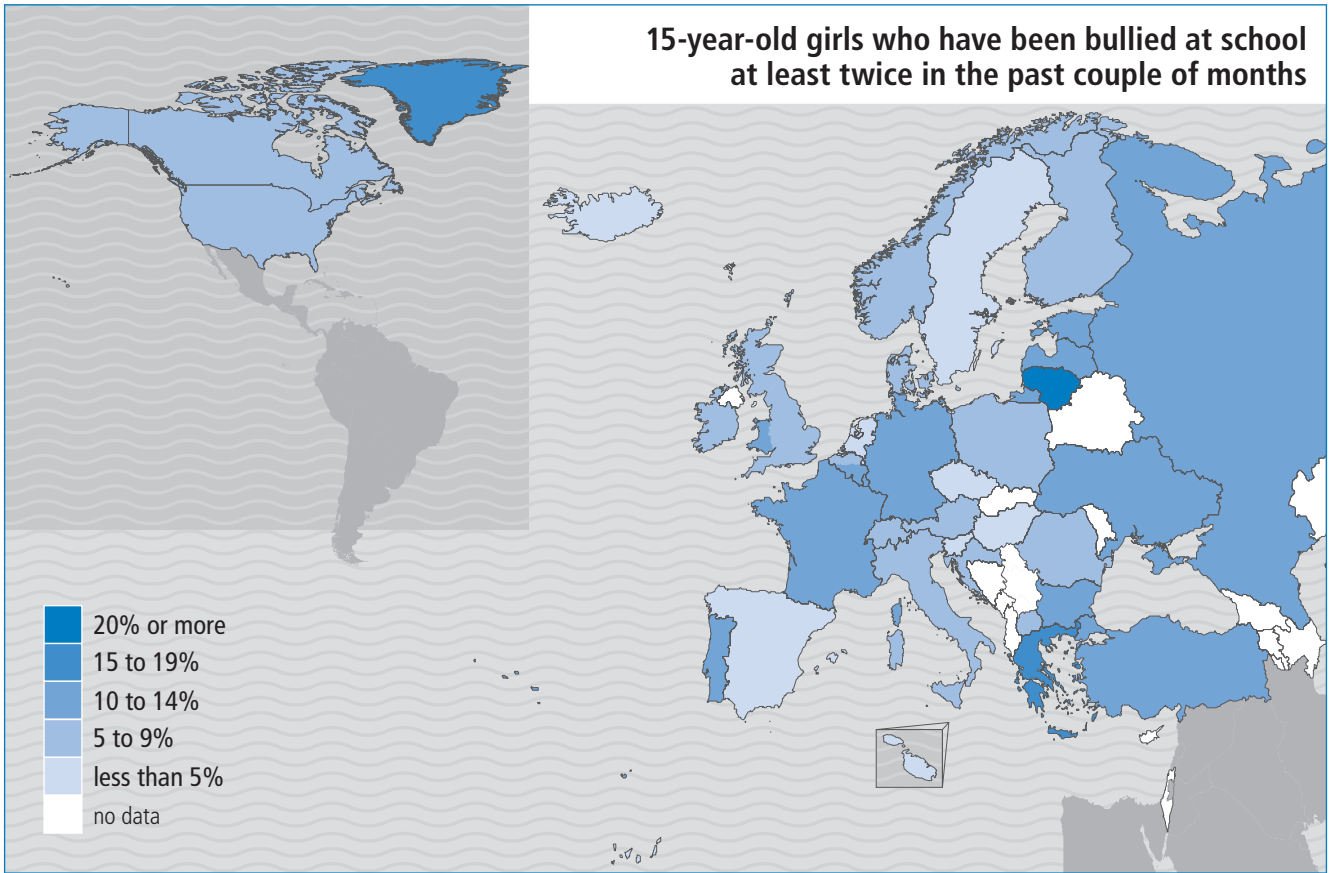 15-year-old girls who have been bullied at school
at least twice in the past couple of months
20% or more
15 to 19%
10 to 14%
5 to 9%
less than 5%
no data